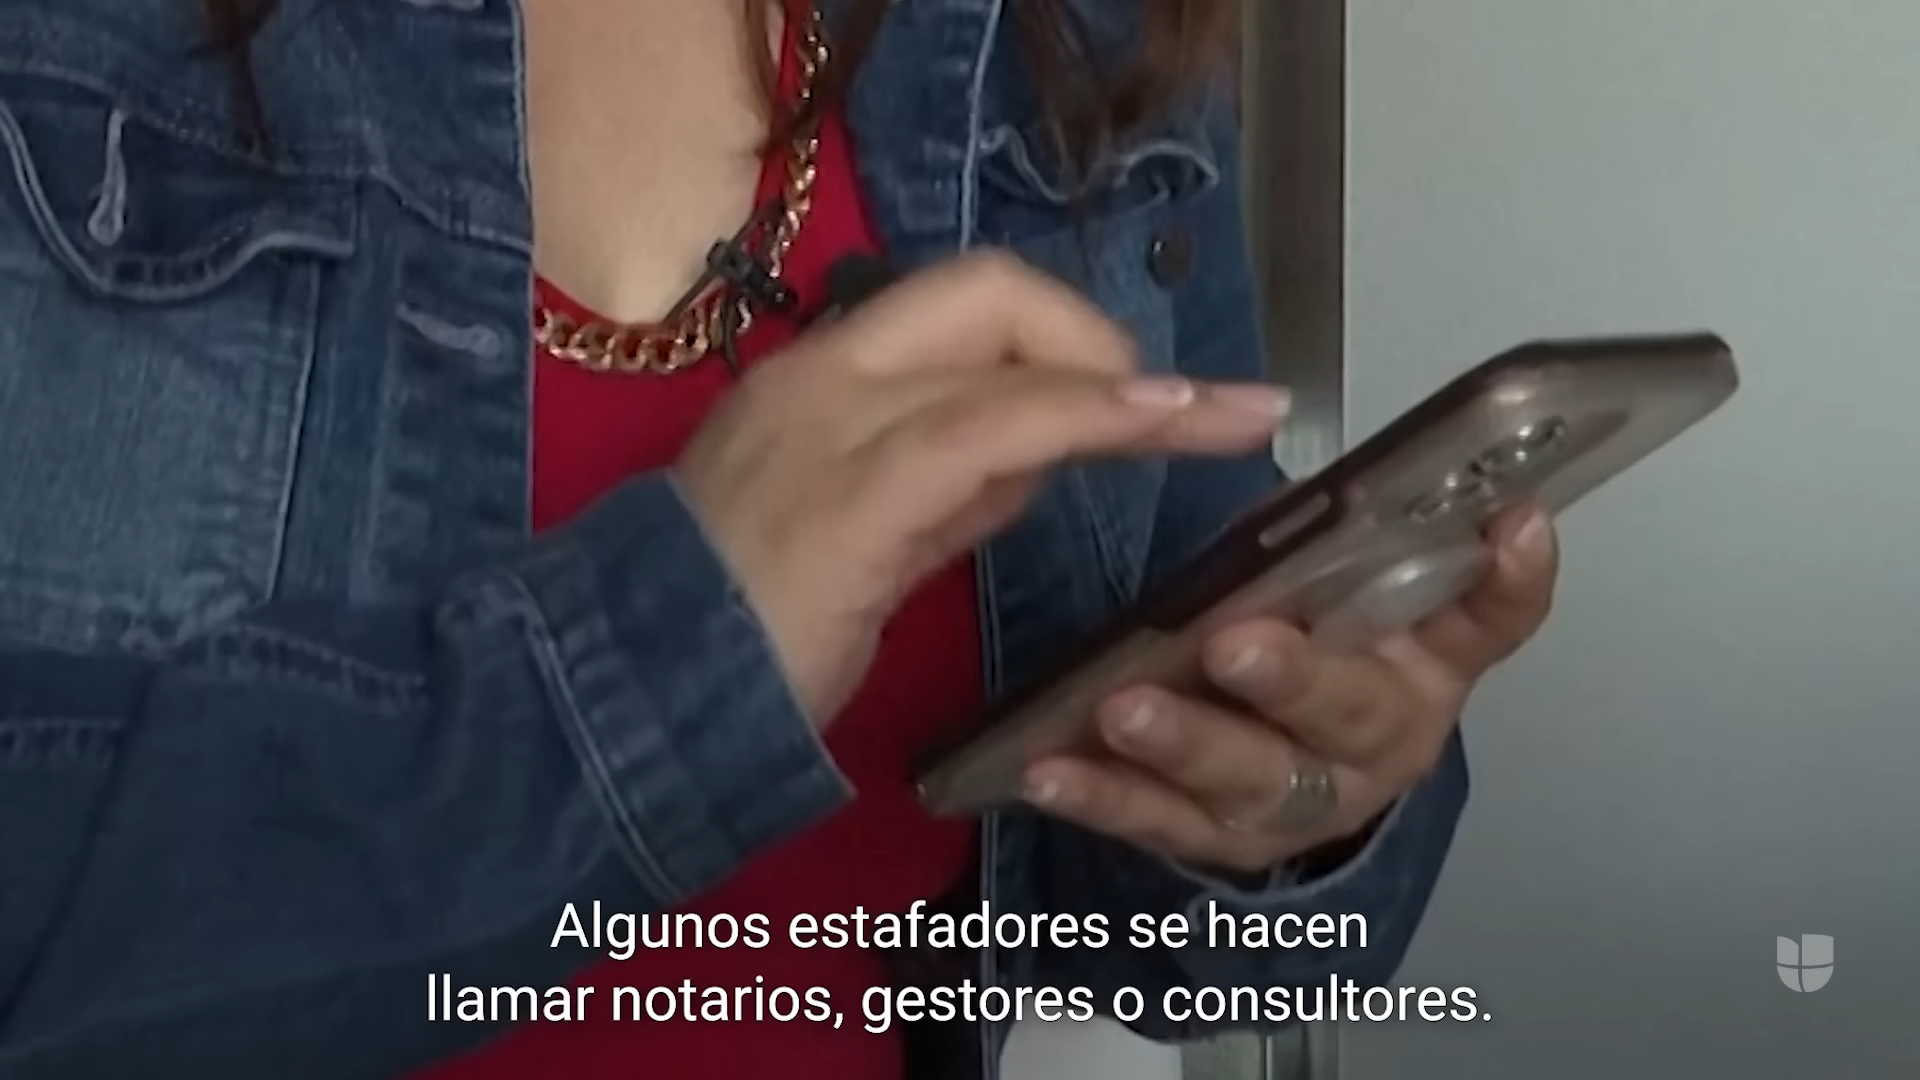 Algunos estafadores se hacen
llamar notarios, gestores o consultores.